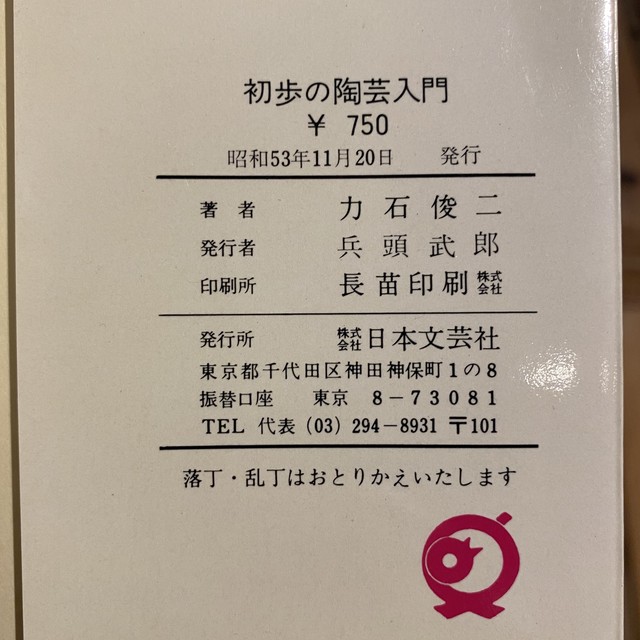 初歩の陶芸入門
¥ 750
昭和53年11月20日 発行
著者 力石俊二
発行者 兵頭武郎
印刷所 長苗印刷株式会社
発行所 株式会社日本文芸社
東京都千代田区神田神保町1の8
振替口座 東京 8-73081
TEL 代表 (03) 294-8931 〒101
落丁・乱丁はおとりかえいたします